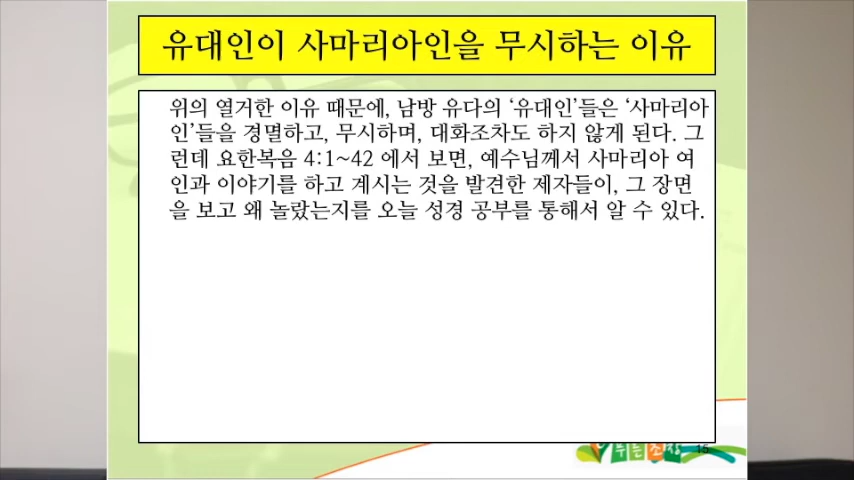 유대인이 사마리아인을 무시하는 이유
위의 열거한 이유 때문에, 남방 유다의 ‘유대인’들은 ‘사마리아
인’들을 경멸하고, 무시하며, 대화조차도 하지 않게 된다. 그
런데 요한복음 4:1~42 에서 보면, 예수님께서 사마리아 여
인과 이야기를 하고 계시는 것을 발견한 제자들이, 그 장면
을 보고 왜 놀랐는지를 오늘 성경 공부를 통해서 알 수 있다.
15